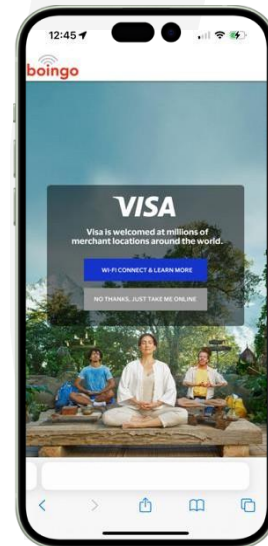 12:45
boingo
VISA
Visa is welcomed at millions of
merchant locations around the world.
WI-FI CONNECT & LEARN MORE
NO THANKS, JUST TAKE ME ONLINE